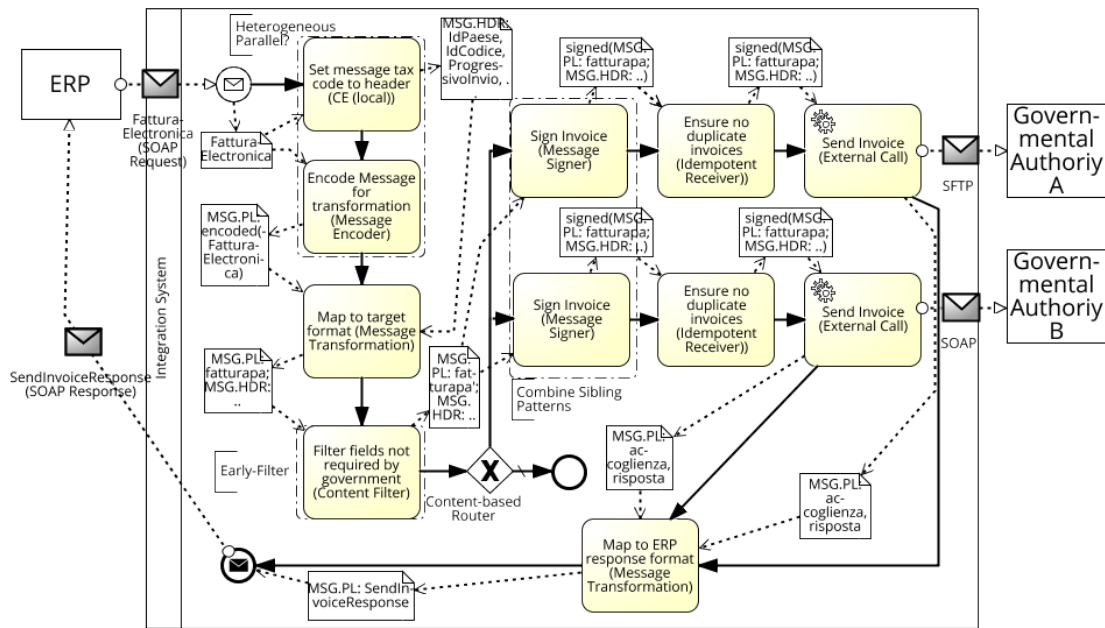 Heterogeneous
Parallel?
ERP
Fattura-
Electronica
(SOAP
Request)
Fattura-
Electronica
Set message tax
code to header
(CE (local))
MSG.HDR:
IdPaese,
IdCodice,
Progres-
sivoInvio, .
Encode Message
for
transformation
(Message
Encoder)
MSG.PL:
encoded(-
Fattura-
Electroni-
ca)
Map to target
format (Message
Transformation)
MSG.PL:
fatturapa;
MSG.HDR:
..
MSG.
PL: fat-
turapa';
MSG.
HDR: ..
Early-Filter
Filter fields not
required by
government
(Content Filter)
X
Content-based
Router
Integration System
SendInvoiceResponse
(SOAP Response)
signed(MSG.
PL: fatturapa;
MSG.HDR: ..)
signed(MSG.
PL: fatturapa;
MSG.HDR: ..)
Sign Invoice
(Message
Signer)
Ensure no
duplicate
invoices
(Idempotent
Receiver))
Send Invoice
(External Call)
SFTP
Govern-
mental
Authoriy
A
signed(MSG.
PL: fatturapa;
MSG.HDR: ..)
signed(MSG.
PL: fatturapa;
MSG.HDR: ..)
Sign Invoice
(Message
Signer)
Ensure no
duplicate
invoices
(Idempotent
Receiver))
Send Invoice
(External Call)
SOAP
Govern-
mental
Authoriy
B
Combine Sibling
Patterns
MSG.PL:
ac-
coglienza,
risposta
MSG.PL:
ac-
coglienza,
risposta
Map to ERP
response format
(Message
Transformation)
MSG.PL: SendIn-
voiceResponse